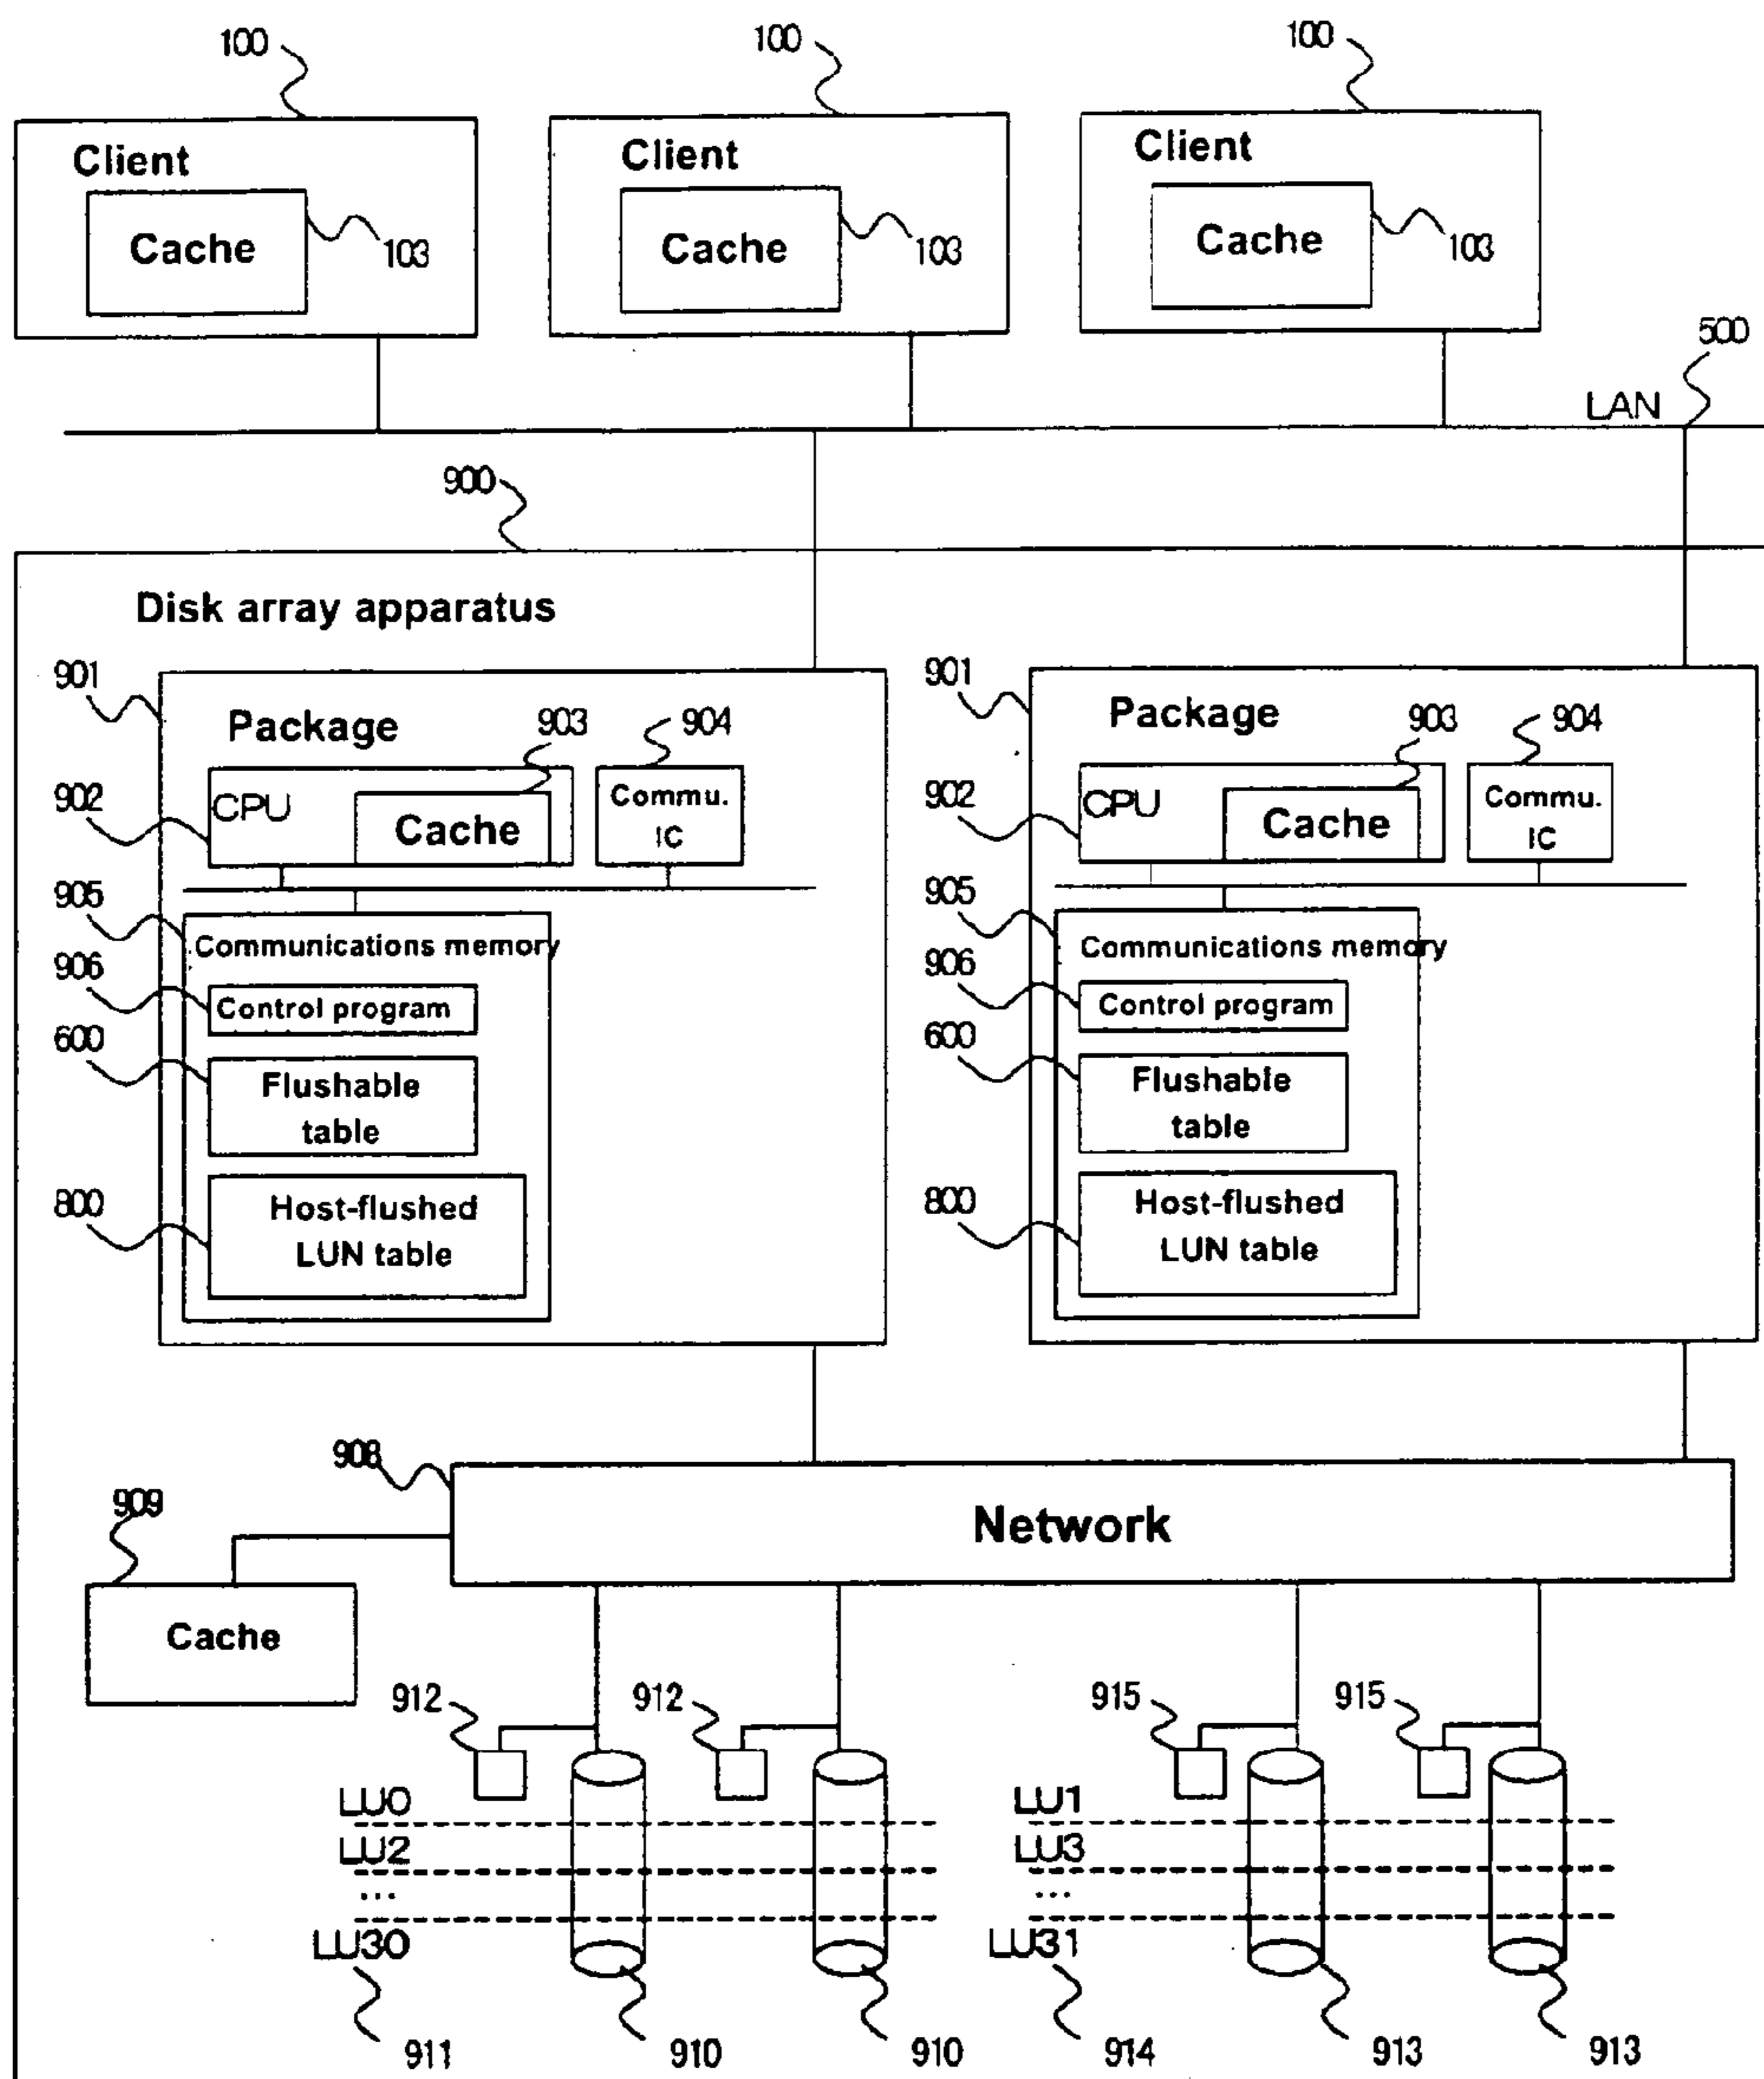 100 100 100
Client Client Client
Cache Cache Cache
103 103 103
500
LAN
900
Disk array apparatus
901 901
Package Package
903 904 903 904
902 902
CPU CPU
Cache Cache
Commu. Commu.
IC IC
905 905
Communications memory Communications memory
906 906
Control program Control program
600 600
Flushable Flushable
table table
800 800
Host-flushed Host-flushed
LUN table LUN table
908
Network
909
Cache
912 912 915 915
LU0 LU1
LU2 LU3
... ...
LU30 LU31
911 910 910 914 913 913